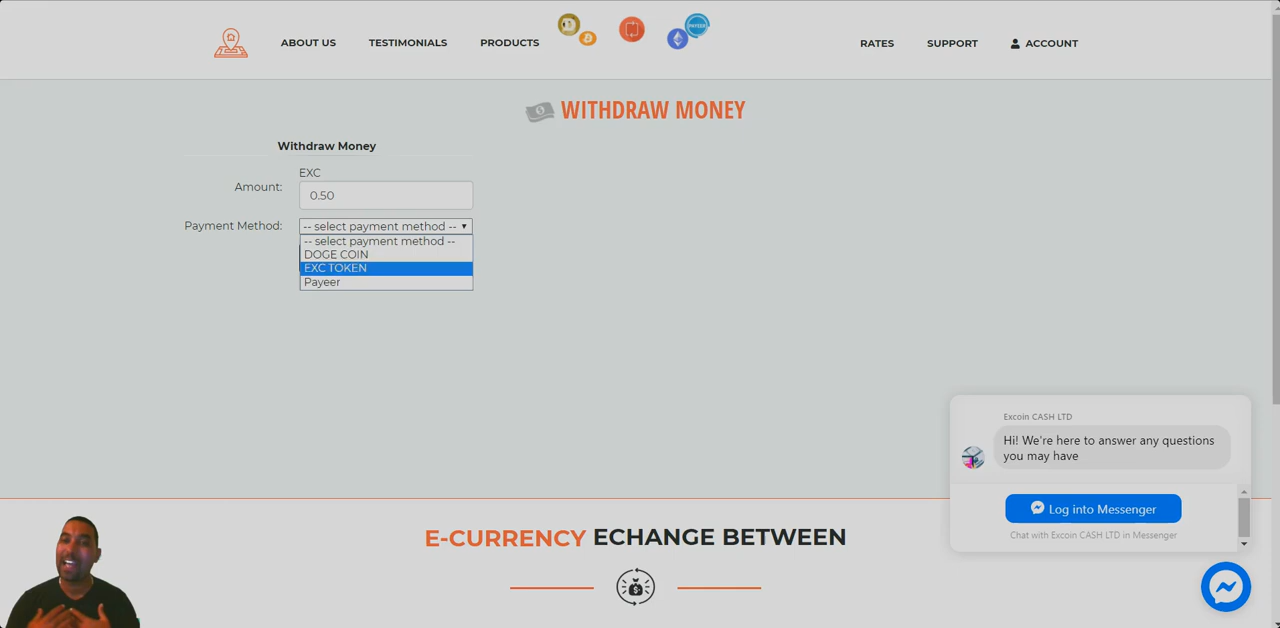 ABOUT US
TESTIMONIALS
PRODUCTS
PAYEER
RATES
SUPPORT
ACCOUNT
WITHDRAW MONEY
Withdraw Money
EXC
Amount:
0.50
Payment Method:
-- select payment method --
-- select payment method --
DOGE COIN
EXC TOKEN
Payeer
Excoin CASH LTD
Hi! We're here to answer any questions
you may have
Log into Messenger
Chat with Excoin CASH LTD in Messenger
E-CURRENCY ECHANGE BETWEEN